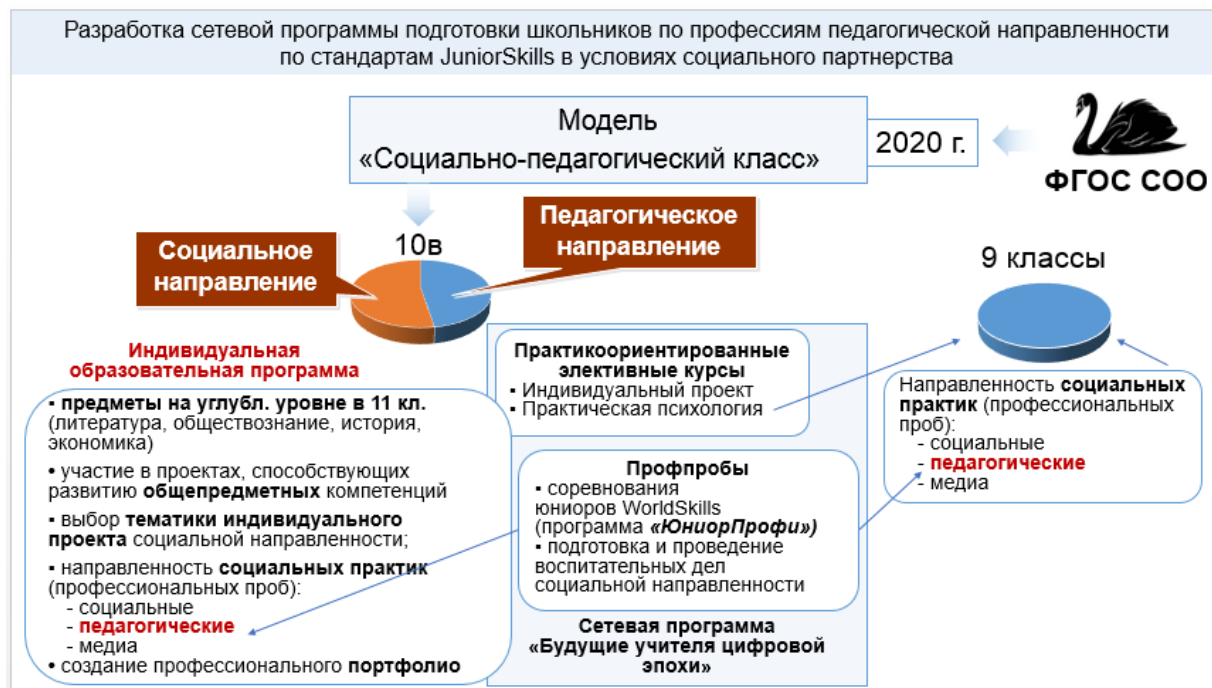 Разработка сетевой программы подготовки школьников по профессиям педагогической направленности
по стандартам JuniorSkills в условиях социального партнерства
Модель
«Социально-педагогический класс»
2020 г.
ФГОС СОО
Социальное
направление
10в
Педагогическое
направление
9 классы
Индивидуальная
образовательная программа
▪ предметы на углубл. уровне в 11 кл.
(литература, обществознание, история,
экономика)
• участие в проектах, способствующих
развитию общепредметных компетенций
▪ выбор тематики индивидуального
проекта социальной направленности;
▪ направленность социальных практик
(профессиональных проб):
- социальные
- педагогические
- медиа
• создание профессионального портфолио
Практикоориентированные
элективные курсы
▪ Индивидуальный проект
▪ Практическая психология
Профпробы
▪ соревнования
юниоров WorldSkills
(программа «ЮниорПрофи»)
▪ подготовка и проведение
воспитательных дел
социальной направленности
Сетевая программа
«Будущие учителя цифровой
эпохи»
Направленность социальных
практик (профессиональных
проб):
- социальные
- педагогические
- медиа